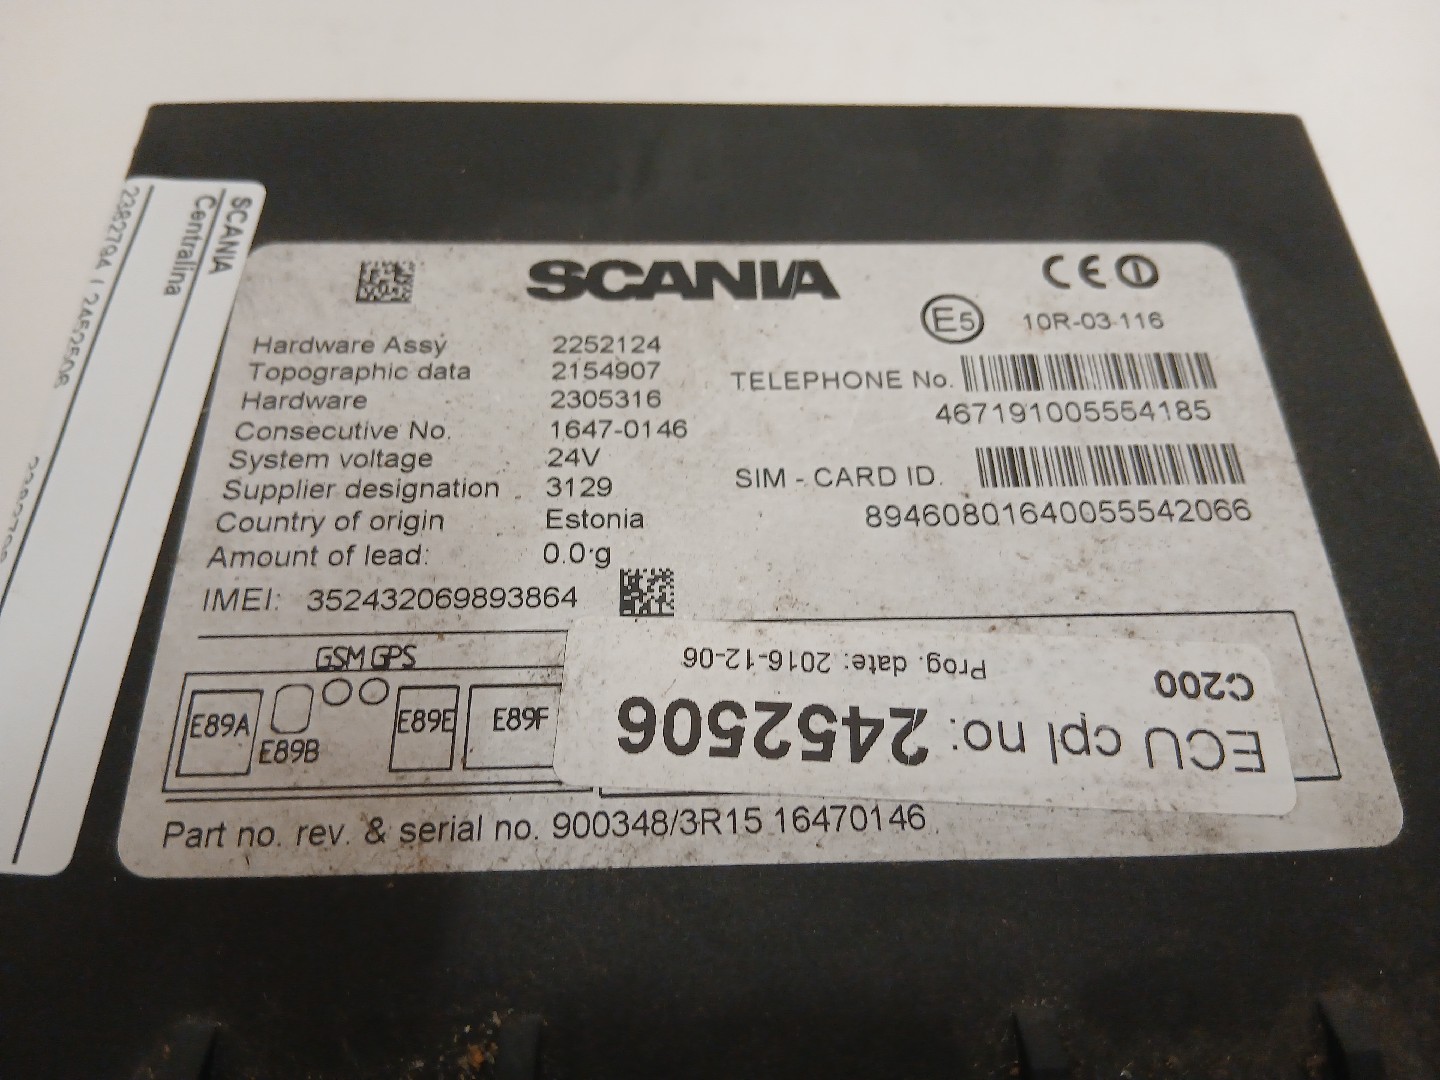 SCANIA
Centralina
SCANIA
CE
E5
10R-03-116
Hardware Assy 2252124
Topographic data 2154907
Hardware 2305316
Consecutive No. 1647-0146
System voltage 24V
Supplier designation 3129
Country of origin Estonia
Amount of lead: 0.0 g
IMEI: 352432069893864
TELEPHONE No.
467191005554185
SIM - CARD ID.
89460801640055542066
GSM GPS
E89A
E89B
E89E
E89F
C200
ECU cpl no: 2452506
Prog. date: 2016-12-06
Part no. rev. & serial no. 900348/3R15 16470146